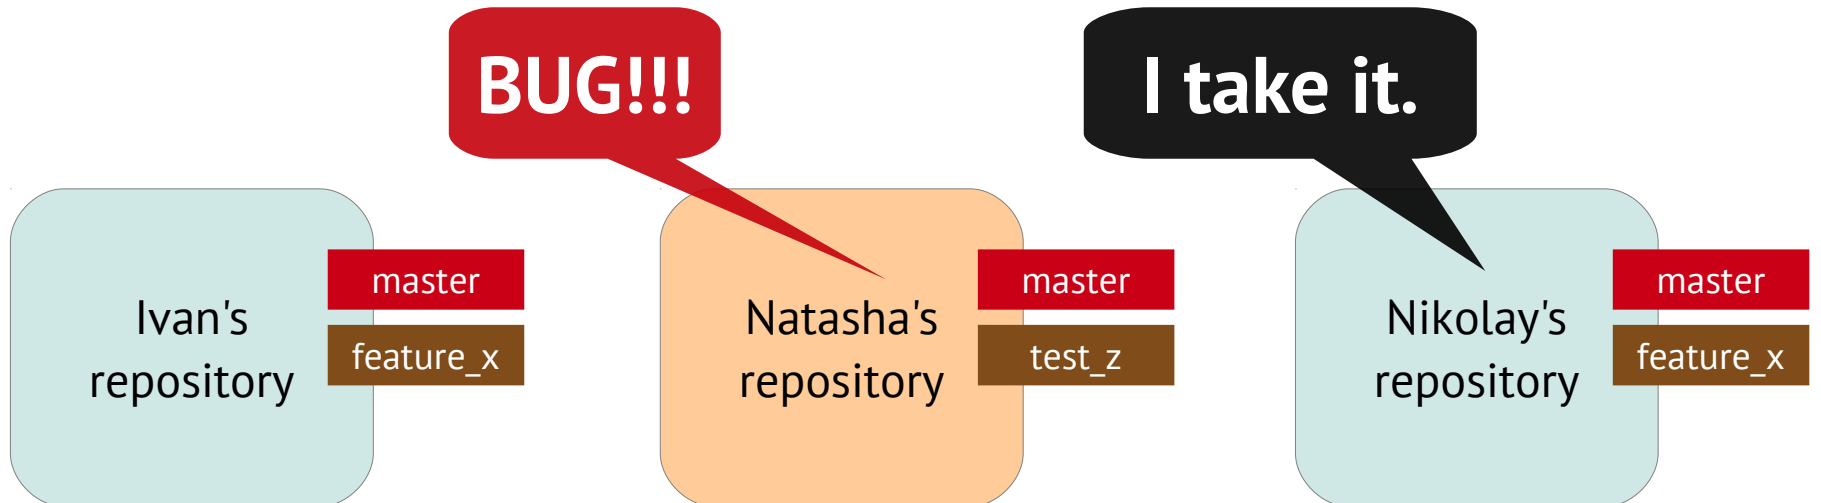 BUG!!!
I take it.
Ivan's
repository
master
feature_x
Natasha's
repository
master
test_z
Nikolay's
repository
master
feature_x